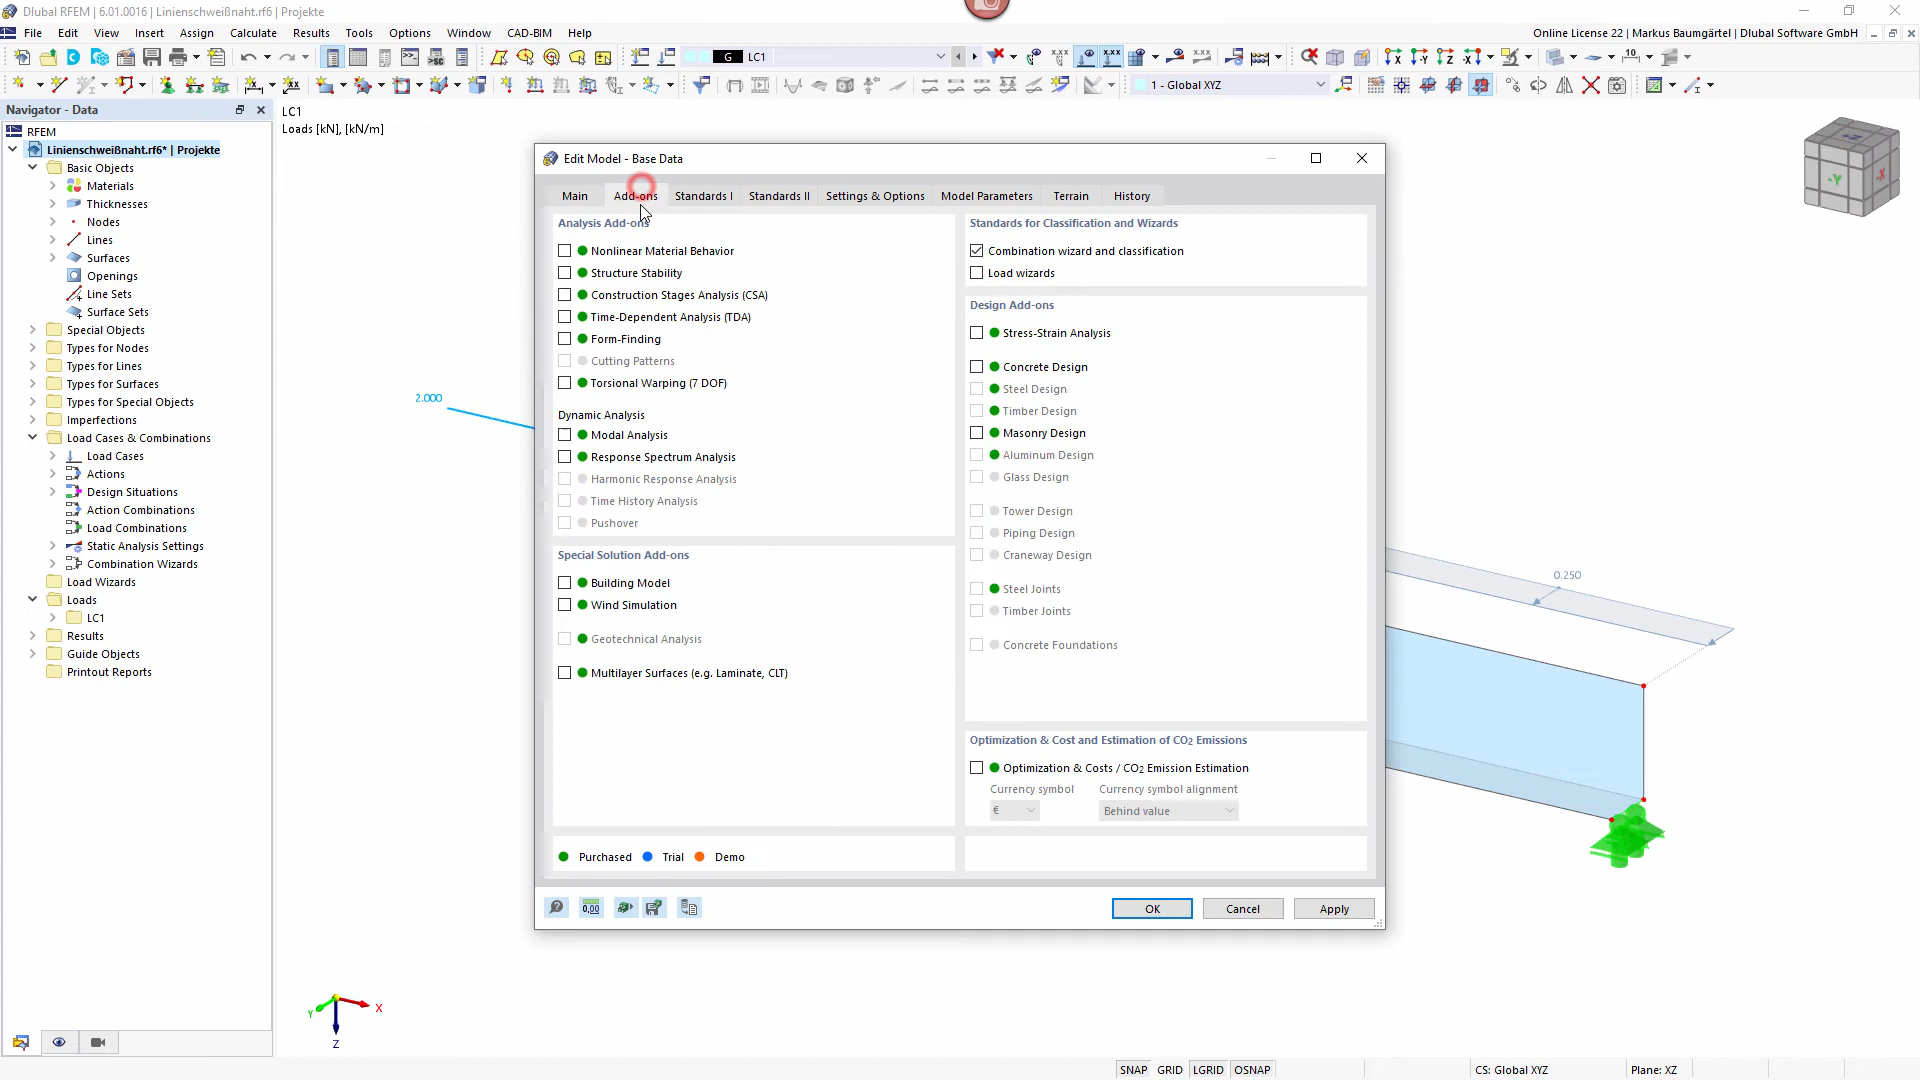 Dlubal RFEM | 6.01.0016 | Linienschweißnaht.rf6* | Projekte
File Edit View Insert Assign Calculate Results Tools Options Window CAD-BIM Help
Online License 22 | Markus Baumgärtel | Dlubal Software GmbH
G LC1
1 - Global XYZ
Navigator - Data
RFEM
Linienschweißnaht.rf6* | Projekte
Basic Objects
Materials
Thicknesses
Nodes
Lines
Surfaces
Openings
Line Sets
Surface Sets
Special Objects
Types for Nodes
Types for Lines
Types for Surfaces
Types for Special Objects
Imperfections
Load Cases & Combinations
Load Cases
Actions
Design Situations
Action Combinations
Load Combinations
Static Analysis Settings
Combination Wizards
Load Wizards
Loads
LC1
Results
Guide Objects
Printout Reports
LC1
Loads [kN], [kN/m]
2.000
0.250
X
Y
Z
+Z
-Y
-X
Edit Model - Base Data
Main Add-ons Standards I Standards II Settings & Options Model Parameters Terrain History
Analysis Add-ons
Nonlinear Material Behavior
Structure Stability
Construction Stages Analysis (CSA)
Time-Dependent Analysis (TDA)
Form-Finding
Cutting Patterns
Torsional Warping (7 DOF)
Dynamic Analysis
Modal Analysis
Response Spectrum Analysis
Harmonic Response Analysis
Time History Analysis
Pushover
Special Solution Add-ons
Building Model
Wind Simulation
Geotechnical Analysis
Multilayer Surfaces (e.g. Laminate, CLT)
Purchased Trial Demo
Standards for Classification and Wizards
Combination wizard and classification
Load wizards
Design Add-ons
Stress-Strain Analysis
Concrete Design
Steel Design
Timber Design
Masonry Design
Aluminum Design
Glass Design
Tower Design
Piping Design
Craneway Design
Steel Joints
Timber Joints
Concrete Foundations
Optimization & Cost and Estimation of CO2 Emissions
Optimization & Costs / CO2 Emission Estimation
Currency symbol Currency symbol alignment
€ Behind value
OK Cancel Apply
SNAP GRID LGRID OSNAP
CS: Global XYZ Plane: XZ